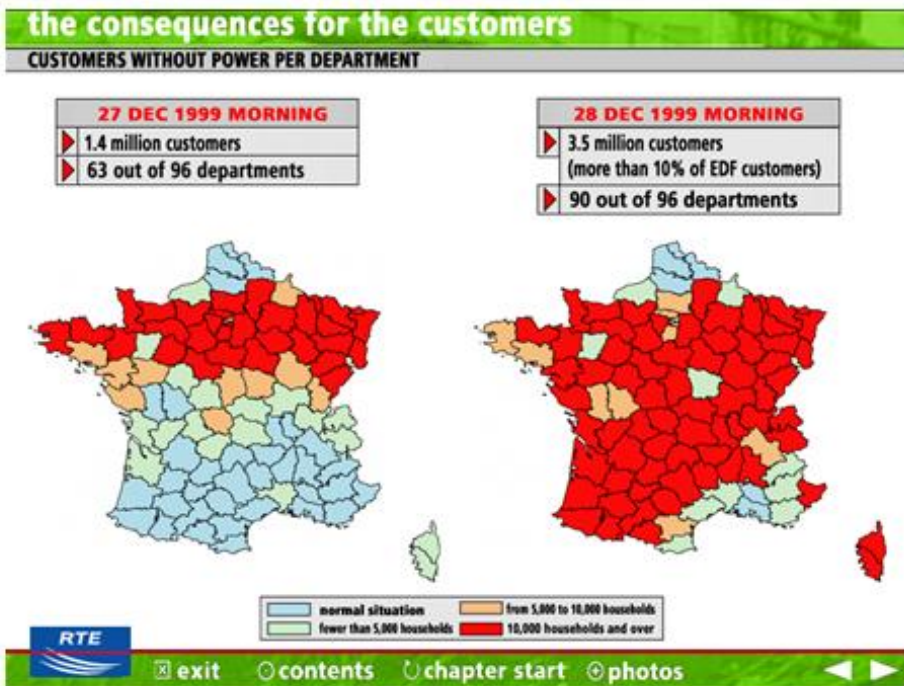 the consequences for the customers
CUSTOMERS WITHOUT POWER PER DEPARTMENT
27 DEC 1999 MORNING
1.4 million customers
63 out of 96 departments
28 DEC 1999 MORNING
3.5 million customers
(more than 10% of EDF customers)
90 out of 96 departments
normal situation
from 5,000 to 10,000 households
fewer than 5,000 households
10,000 households and over
RTE
exit
contents
chapter start
photos